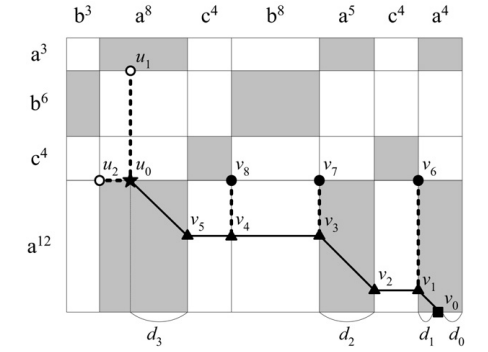 b³ a⁸ c⁴ b⁸ a⁵ c⁴ a⁴
a³
u₁
b⁶
c⁴
u₂ u₀ v₈ v₇ v₆
a¹²
v₅ v₄ v₃
v₂ v₁
v₀
d₃ d₂ d₁ d₀